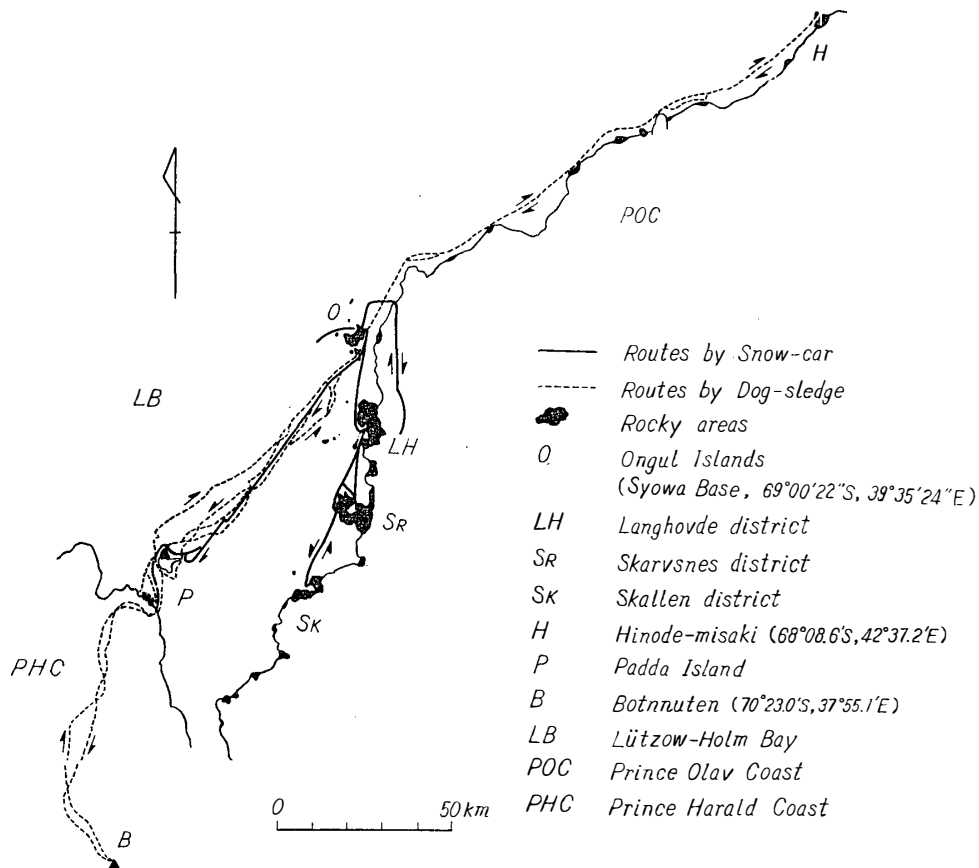 H
POC
O
LB
LH
SR
P
SK
PHC
B
0 50 km
Routes by Snow-car
Routes by Dog-sledge
Rocky areas
O Ongul Islands
(Syowa Base, 69°00'22"S, 39°35'24"E)
LH Langhovde district
SR Skarvsnes district
SK Skallen district
H Hinode-misaki (68°08.6'S, 42°37.2'E)
P Padda Island
B Botnnuten (70°23.0'S, 37°55.1'E)
LB Lützow-Holm Bay
POC Prince Olav Coast
PHC Prince Harald Coast